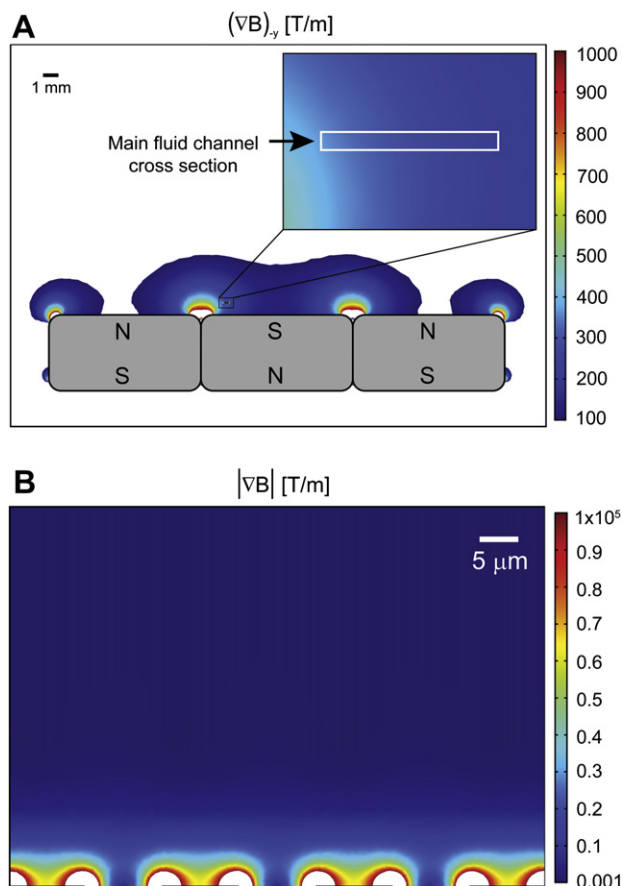 A
(∇B)-y [T/m]
1 mm
Main fluid channel
cross section
1000
900
800
700
600
500
400
300
200
100
N S N
S N S
B
|∇B| [T/m]
5 μm
1x10⁵
0.9
0.8
0.7
0.6
0.5
0.4
0.3
0.2
0.1
0.001